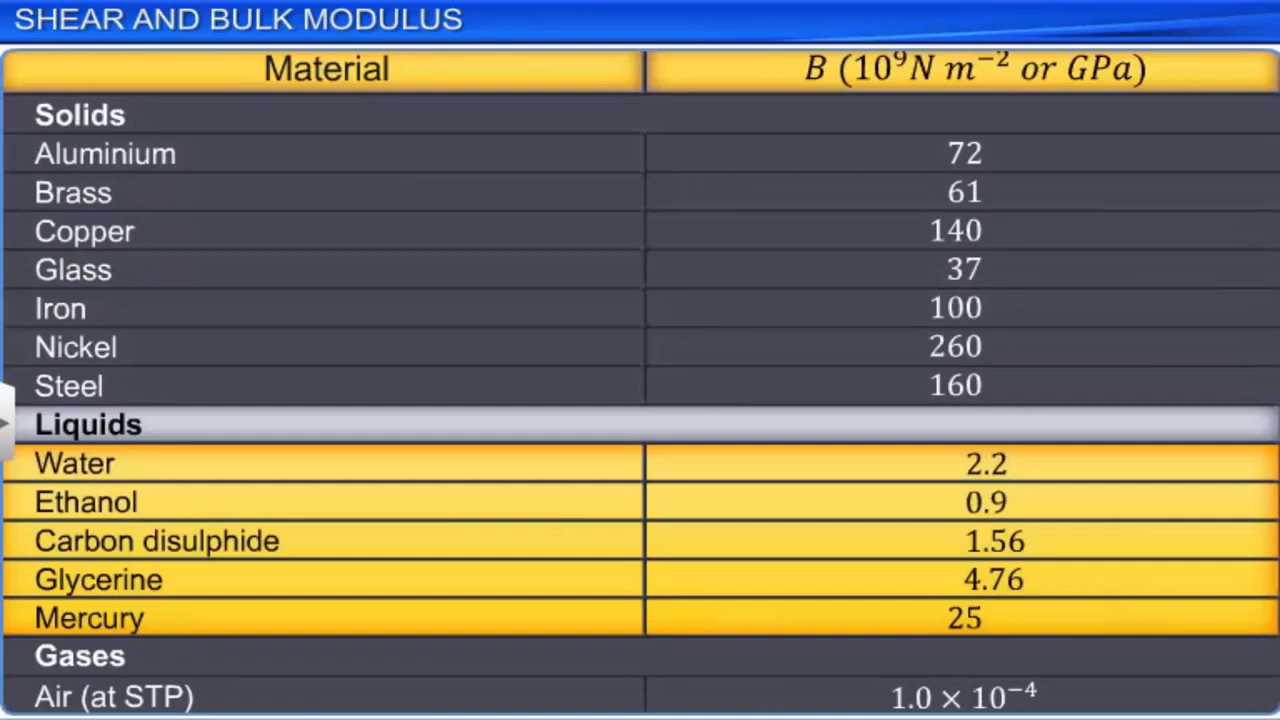 SHEAR AND BULK MODULUS
Material B (10⁹N m⁻² or GPa)
Solids
Aluminium 72
Brass 61
Copper 140
Glass 37
Iron 100
Nickel 260
Steel 160
Liquids
Water 2.2
Ethanol 0.9
Carbon disulphide 1.56
Glycerine 4.76
Mercury 25
Gases
Air (at STP) 1.0 × 10⁻⁴